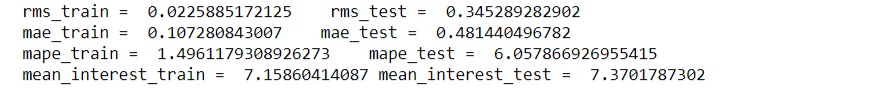 rms_train =  0.0225885172125    rms_test =  0.345289282902
mae_train =  0.107280843007    mae_test =  0.481440496782
mape_train =  1.4961179308926273    mape_test =  6.057866926955415
mean_interest_train =  7.15860414087 mean_interest_test =  7.3701787302